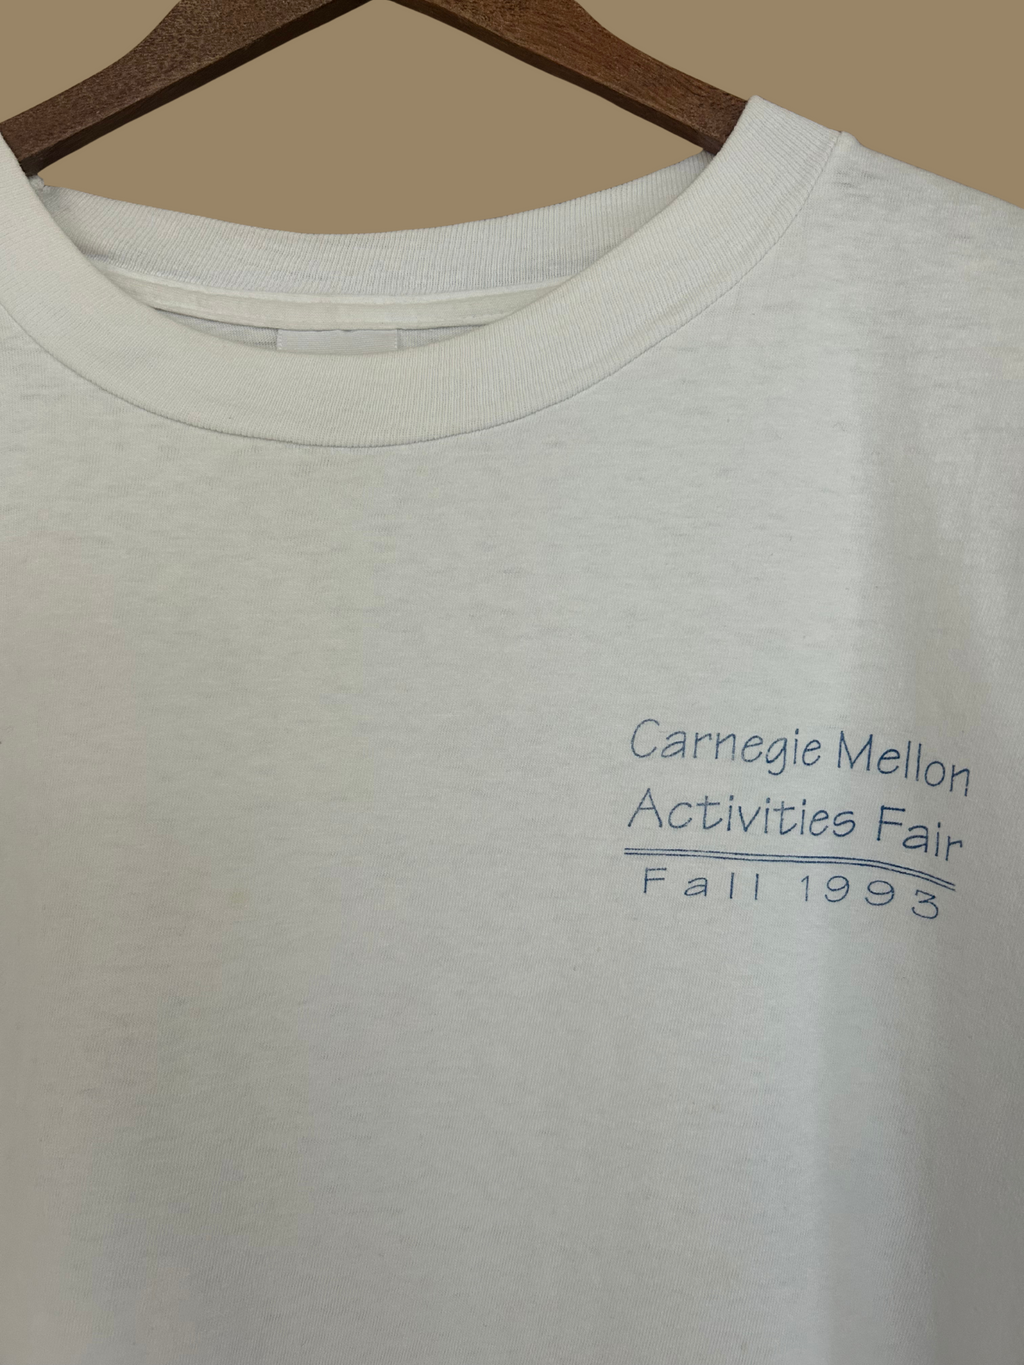 Carnegie Mellon
Activities Fair
Fall 1993